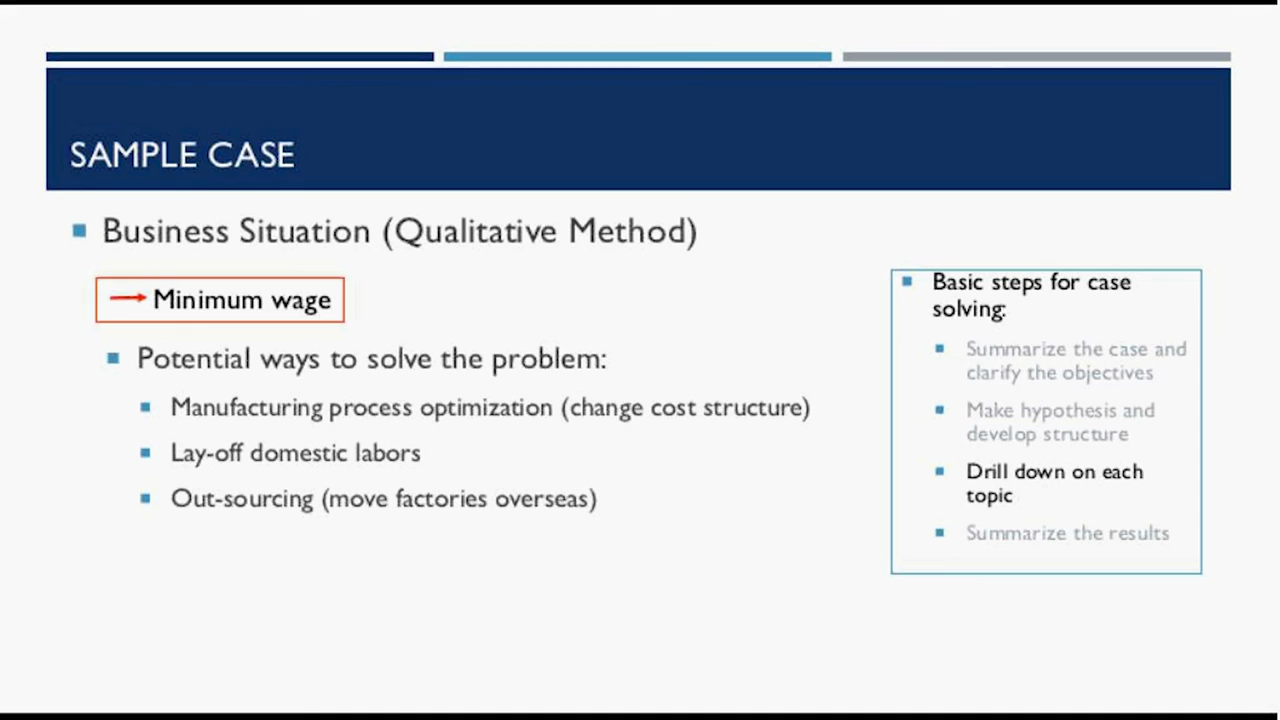 SAMPLE CASE
Business Situation (Qualitative Method)
Minimum wage
Potential ways to solve the problem:
Manufacturing process optimization (change cost structure)
Lay-off domestic labors
Out-sourcing (move factories overseas)
Basic steps for case
solving:
Summarize the case and
clarify the objectives
Make hypothesis and
develop structure
Drill down on each
topic
Summarize the results